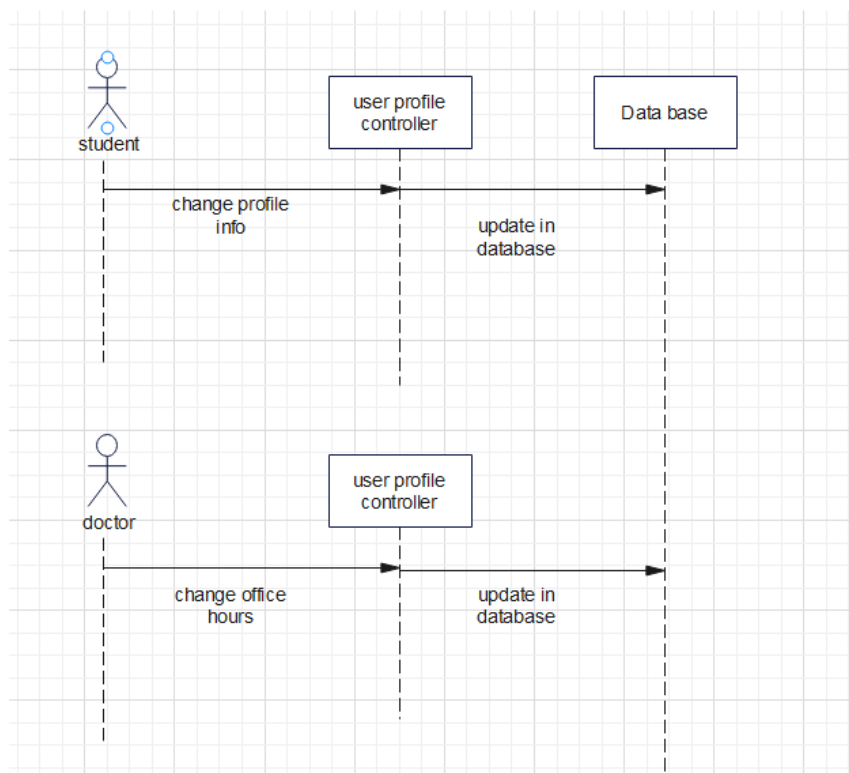 user profile
controller
Data base
student
change profile
info
update in
database
user profile
controller
doctor
change office
hours
update in
database